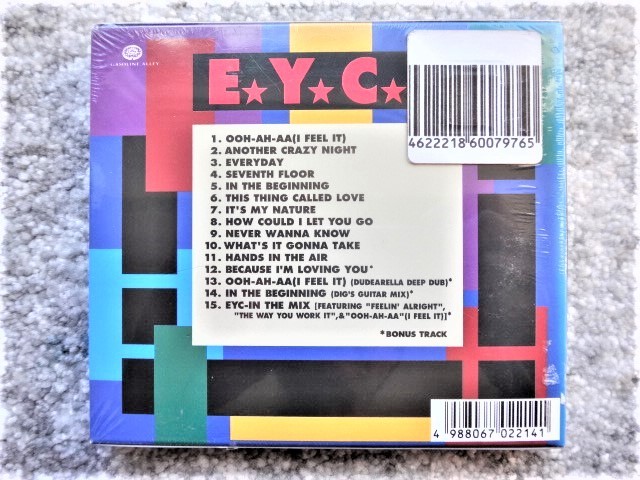 GASOLINE ALLEY
E★Y★C★
4622218 60079765
1. OOH-AH-AA(I FEEL IT)
2. ANOTHER CRAZY NIGHT
3. EVERYDAY
4. SEVENTH FLOOR
5. IN THE BEGINNING
6. THIS THING CALLED LOVE
7. IT'S MY NATURE
8. HOW COULD I LET YOU GO
9. NEVER WANNA KNOW
10. WHAT'S IT GONNA TAKE
11. HANDS IN THE AIR
12. BECAUSE I'M LOVING YOU*
13. OOH-AH-AA(I FEEL IT) (DUDEARELLA DEEP DUB)*
14. IN THE BEGINNING (DIG'S GUITAR MIX)*
15. EYC-IN THE MIX [FEATURING "FEELIN' ALRIGHT",
"THE WAY YOU WORK IT",&"OOH-AH-AA"(I FEEL IT)]*
*BONUS TRACK
4 988067 022141